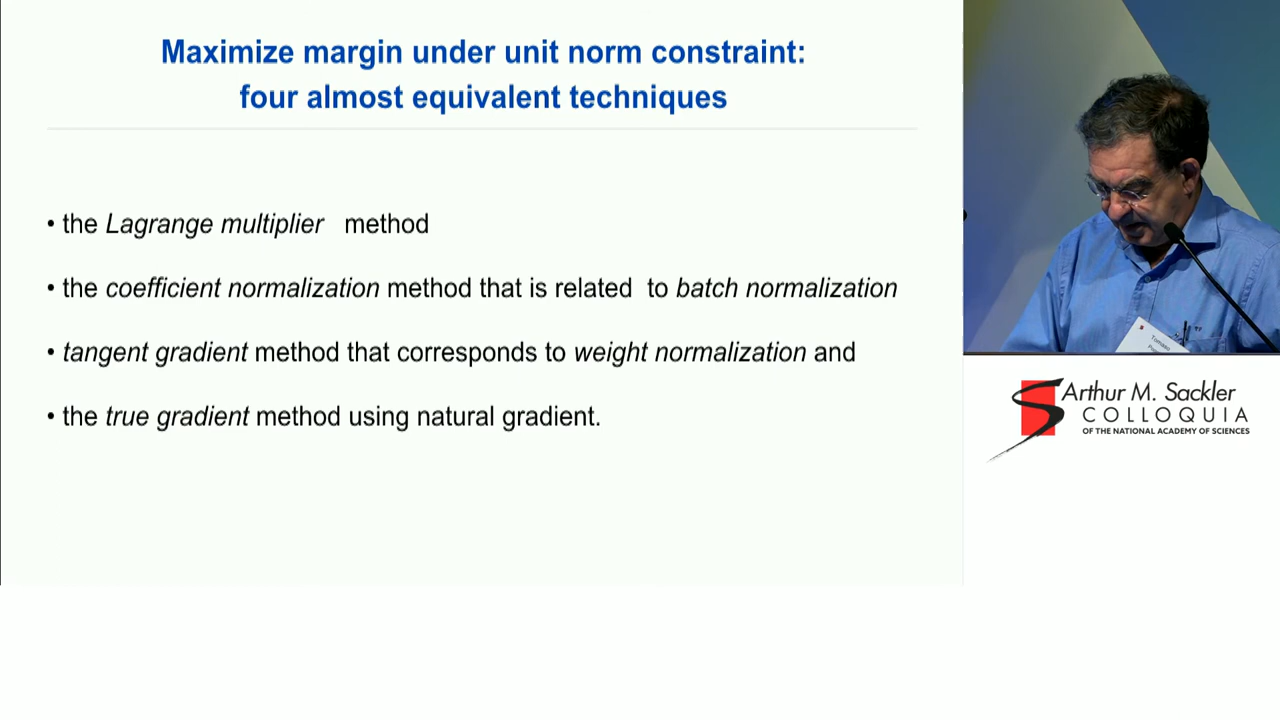 Maximize margin under unit norm constraint:
four almost equivalent techniques
• the Lagrange multiplier method
• the coefficient normalization method that is related to batch normalization
• tangent gradient method that corresponds to weight normalization and
• the true gradient method using natural gradient.
Tomaso
Arthur M. Sackler
COLLOQUIA
OF THE NATIONAL ACADEMY OF SCIENCES